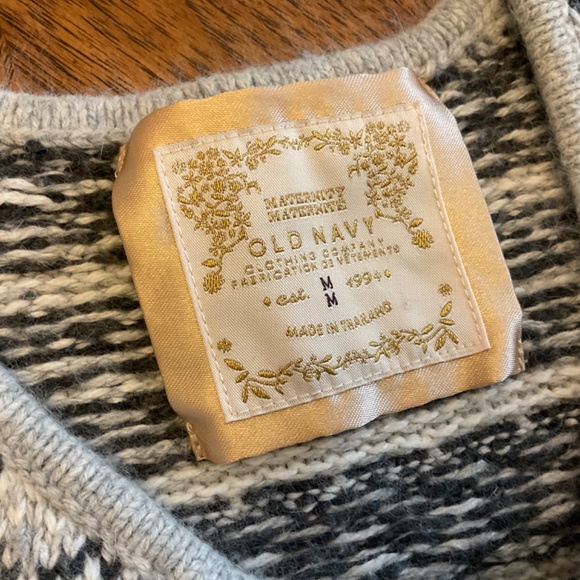 MATERNITY
MATERNITÉ
OLD NAVY
CLOTHING COMPANY
FABRICATION DE VÊTEMENTS
est. M 1994
M
MADE IN THAILAND